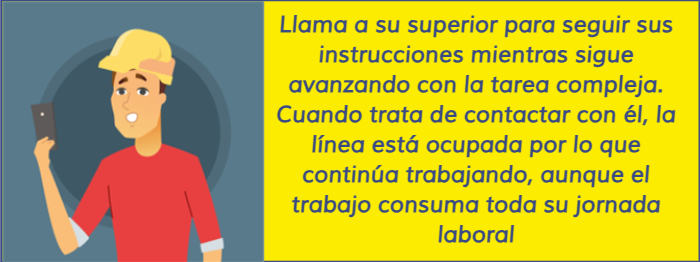 Llama a su superior para seguir sus
instrucciones mientras sigue
avanzando con la tarea compleja.
Cuando trata de contactar con él, la
línea está ocupada por lo que
continúa trabajando, aunque el
trabajo consuma toda su jornada
laboral